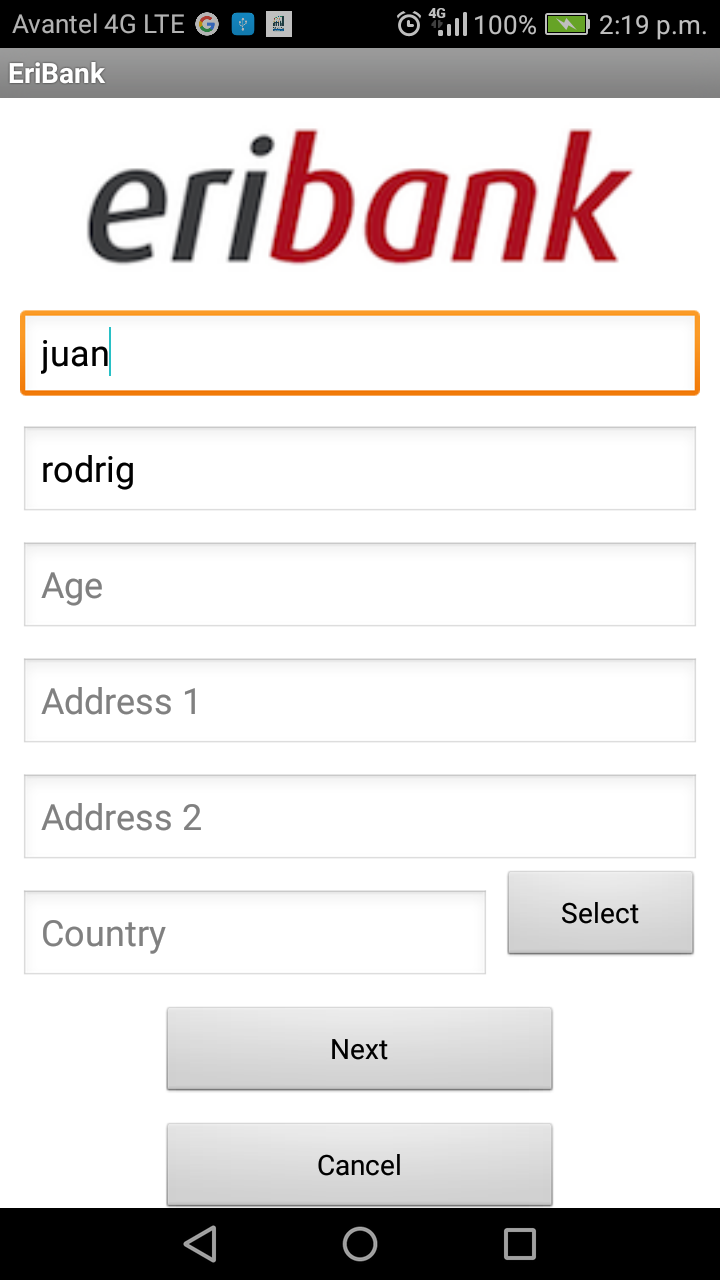 Avantel 4G LTE 4G 100% 2:19 p.m.
EriBank
eribank
juan
rodrig
Age
Address 1
Address 2
Country
Select
Next
Cancel